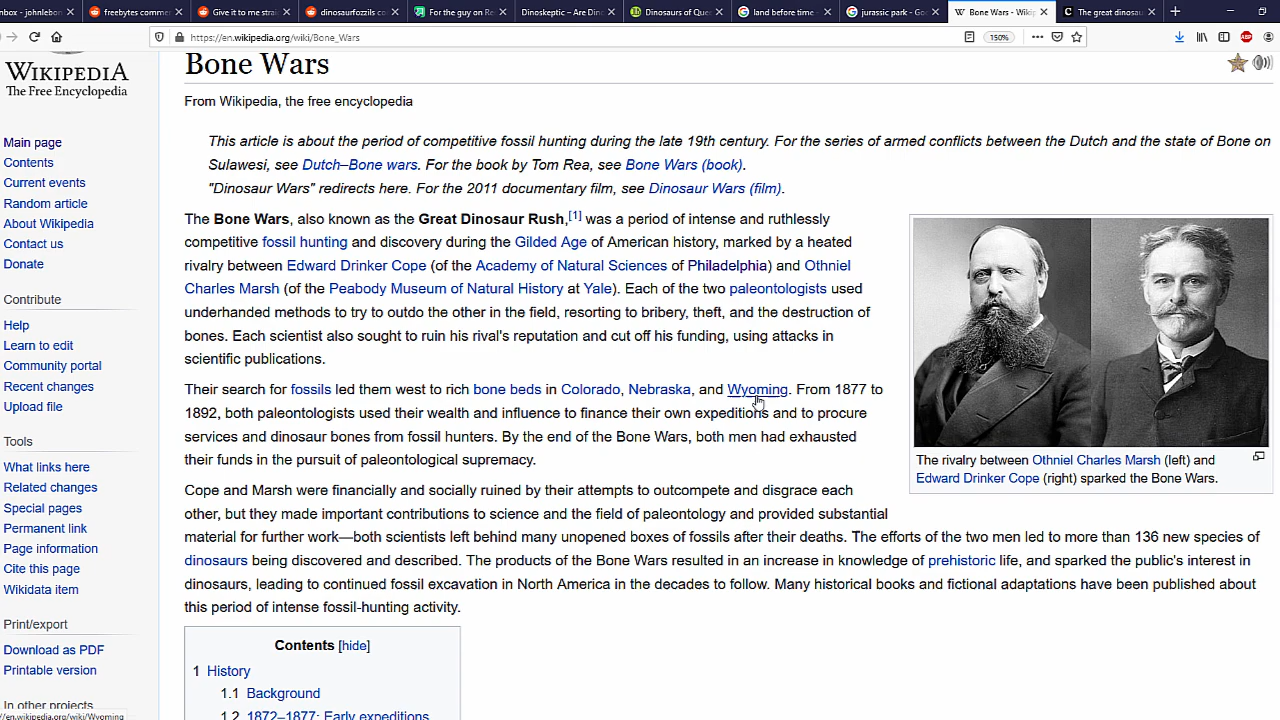 nbox - johnlebon
freebytes commen
Give it to me straig
dinosaurfozzils co
For the guy on Re
Dinoskeptic – Are Din
Dinosaurs of Que
land before time -
jurassic park - Goo
Bone Wars - Wikip
The great dinosau
https://en.wikipedia.org/wiki/Bone_Wars
150%
WIKIPEDIA
The Free Encyclopedia
Main page
Contents
Current events
Random article
About Wikipedia
Contact us
Donate
Contribute
Help
Learn to edit
Community portal
Recent changes
Upload file
Tools
What links here
Related changes
Special pages
Permanent link
Page information
Cite this page
Wikidata item
Print/export
Download as PDF
Printable version
In other projects
/en.wikipedia.org/wiki/Wyoming
Bone Wars
From Wikipedia, the free encyclopedia
This article is about the period of competitive fossil hunting during the late 19th century. For the series of armed conflicts between the Dutch and the state of Bone on
Sulawesi, see Dutch–Bone wars. For the book by Tom Rea, see Bone Wars (book).
"Dinosaur Wars" redirects here. For the 2011 documentary film, see Dinosaur Wars (film).
The Bone Wars, also known as the Great Dinosaur Rush,[1] was a period of intense and ruthlessly
competitive fossil hunting and discovery during the Gilded Age of American history, marked by a heated
rivalry between Edward Drinker Cope (of the Academy of Natural Sciences of Philadelphia) and Othniel
Charles Marsh (of the Peabody Museum of Natural History at Yale). Each of the two paleontologists used
underhanded methods to try to outdo the other in the field, resorting to bribery, theft, and the destruction of
bones. Each scientist also sought to ruin his rival's reputation and cut off his funding, using attacks in
scientific publications.
Their search for fossils led them west to rich bone beds in Colorado, Nebraska, and Wyoming. From 1877 to
1892, both paleontologists used their wealth and influence to finance their own expeditions and to procure
services and dinosaur bones from fossil hunters. By the end of the Bone Wars, both men had exhausted
their funds in the pursuit of paleontological supremacy.
The rivalry between Othniel Charles Marsh (left) and
Edward Drinker Cope (right) sparked the Bone Wars.
Cope and Marsh were financially and socially ruined by their attempts to outcompete and disgrace each
other, but they made important contributions to science and the field of paleontology and provided substantial
material for further work—both scientists left behind many unopened boxes of fossils after their deaths. The efforts of the two men led to more than 136 new species of
dinosaurs being discovered and described. The products of the Bone Wars resulted in an increase in knowledge of prehistoric life, and sparked the public's interest in
dinosaurs, leading to continued fossil excavation in North America in the decades to follow. Many historical books and fictional adaptations have been published about
this period of intense fossil-hunting activity.
Contents [hide]
1 History
1.1 Background
1.2 1872–1877: Early expeditions